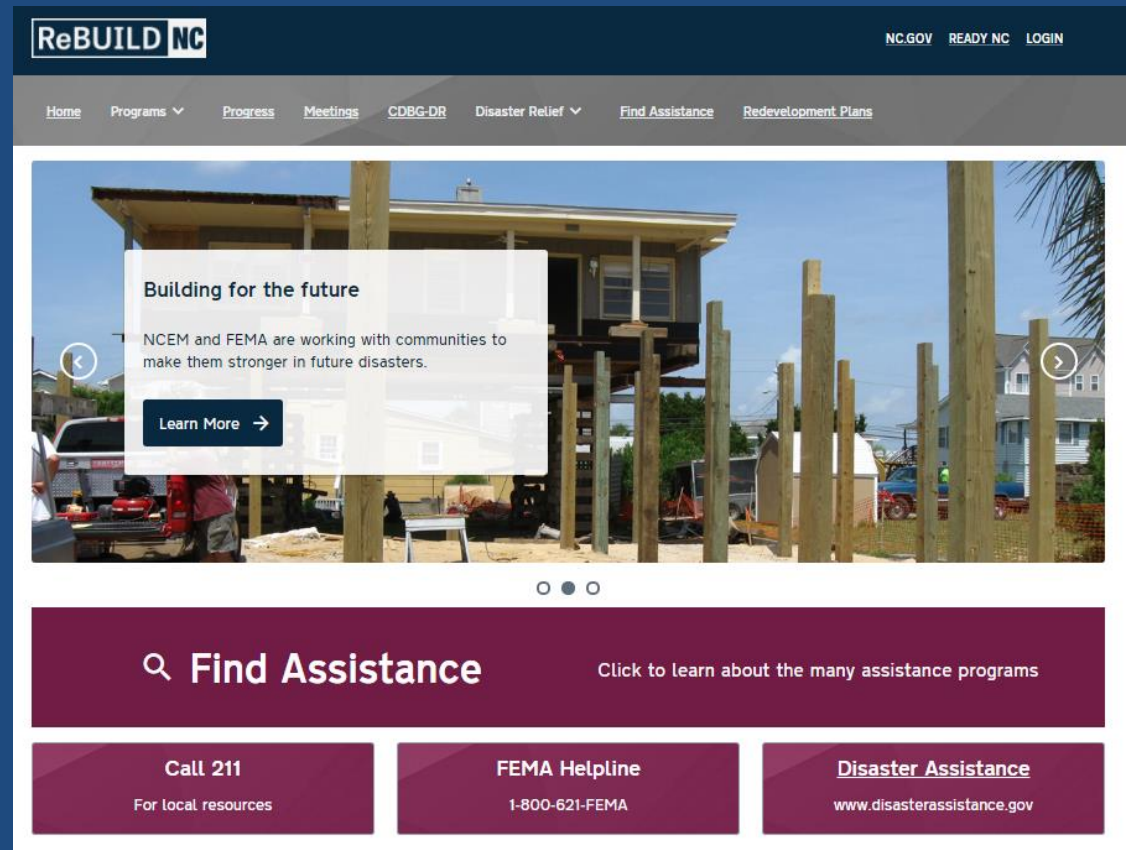 ReBUILD NC
NC.GOV READY NC LOGIN
Home Programs Progress Meetings CDBG-DR Disaster Relief Find Assistance Redevelopment Plans
Building for the future
NCEM and FEMA are working with communities to
make them stronger in future disasters.
Learn More →
Find Assistance
Click to learn about the many assistance programs
Call 211
For local resources
FEMA Helpline
1-800-621-FEMA
Disaster Assistance
www.disasterassistance.gov